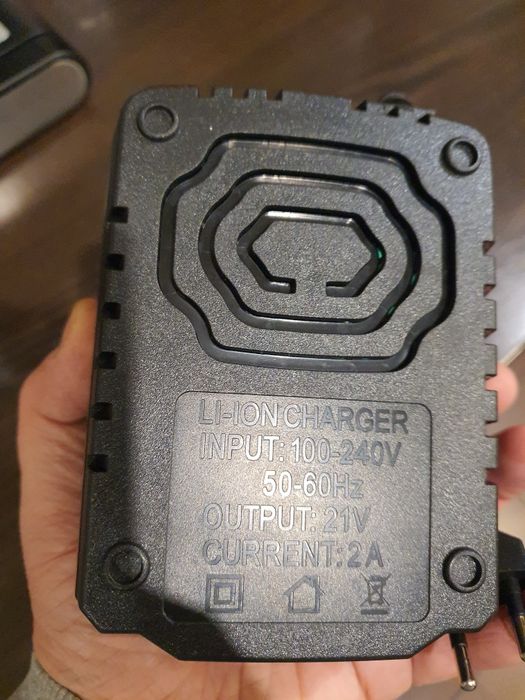 LI-ION CHARGER
INPUT: 100-240V
50-60Hz
OUTPUT: 21V
CURRENT: 2A